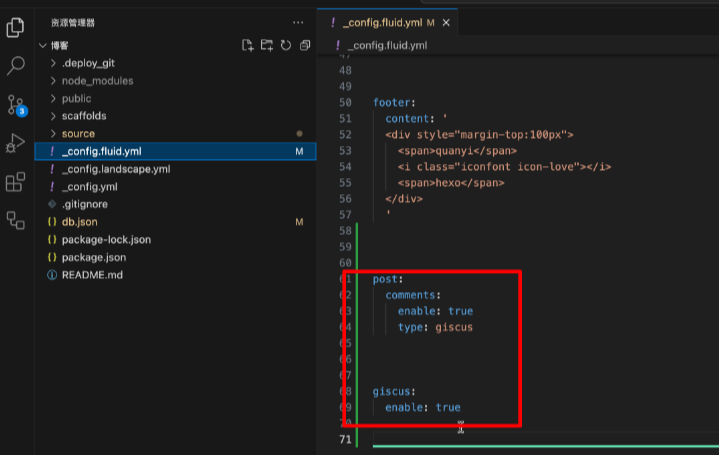 资源管理器
博客
.deploy_git
node_modules
public
scaffolds
source
! _config.fluid.yml M
! _config.landscape.yml
! _config.yml
.gitignore
{} db.json M
{} package-lock.json
{} package.json
README.md
3
! _config.fluid.yml M ×
! _config.fluid.yml
47
48
49
50 footer:
51 content: '
52 <div style="margin-top:100px">
53 <span>quanyi</span>
54 <i class="iconfont icon-love"></i>
55 <span>hexo</span>
56 </div>
57 '
58
59
60
61 post:
62 comments:
63 enable: true
64 type: giscus
65
66
67
68 giscus:
69 enable: true
70
71